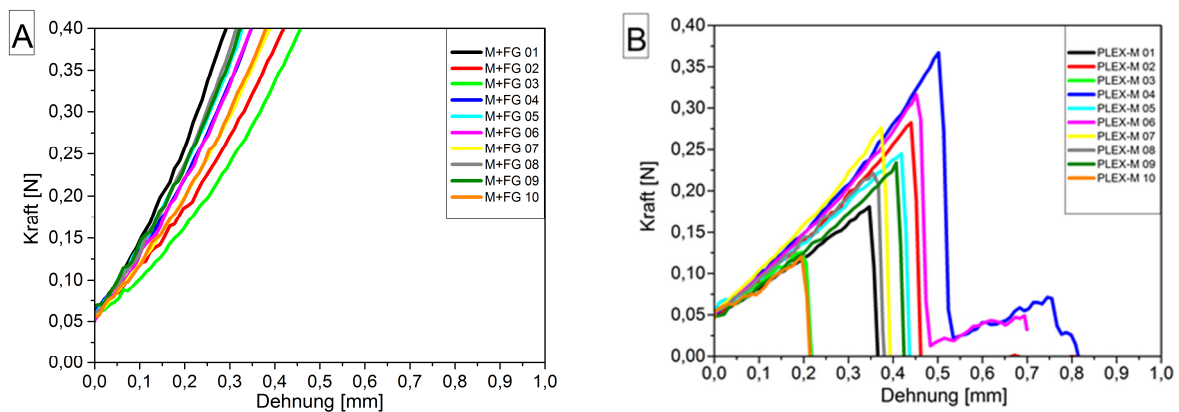 A
0,40
0,35
0,30
0,25
0,20
0,15
0,10
0,05
0,00
Kraft [N]
0,0 0,1 0,2 0,3 0,4 0,5 0,6 0,7 0,8 0,9 1,0
Dehnung [mm]
M+FG 01
M+FG 02
M+FG 03
M+FG 04
M+FG 05
M+FG 06
M+FG 07
M+FG 08
M+FG 09
M+FG 10
B
0,40
0,35
0,30
0,25
0,20
0,15
0,10
0,05
0,00
Kraft [N]
0,0 0,1 0,2 0,3 0,4 0,5 0,6 0,7 0,8 0,9 1,0
Dehnung [mm]
PLEX-M 01
PLEX-M 02
PLEX-M 03
PLEX-M 04
PLEX-M 05
PLEX-M 06
PLEX-M 07
PLEX-M 08
PLEX-M 09
PLEX-M 10